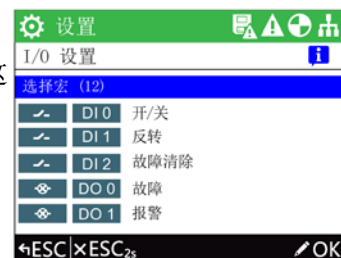 设置
I/O 设置
选择宏 (12)
DI 0 开/关
DI 1 反转
DI 2 故障清除
DO 0 故障
DO 1 报警
ESC ×ESC2s OK